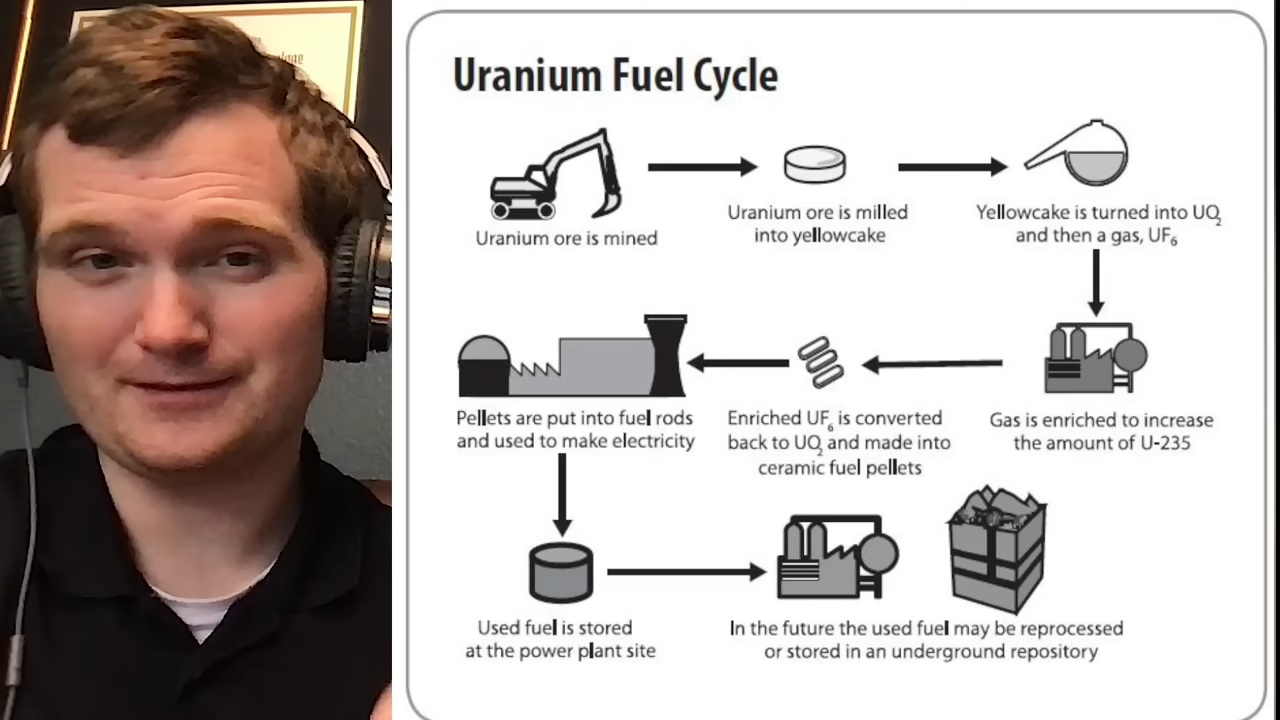 Uranium Fuel Cycle
Uranium ore is mined
Uranium ore is milled
into yellowcake
Yellowcake is turned into UO₂
and then a gas, UF₆
Pellets are put into fuel rods
and used to make electricity
Enriched UF₆ is converted
back to UO₂ and made into
ceramic fuel pellets
Gas is enriched to increase
the amount of U-235
Used fuel is stored
at the power plant site
In the future the used fuel may be reprocessed
or stored in an underground repository